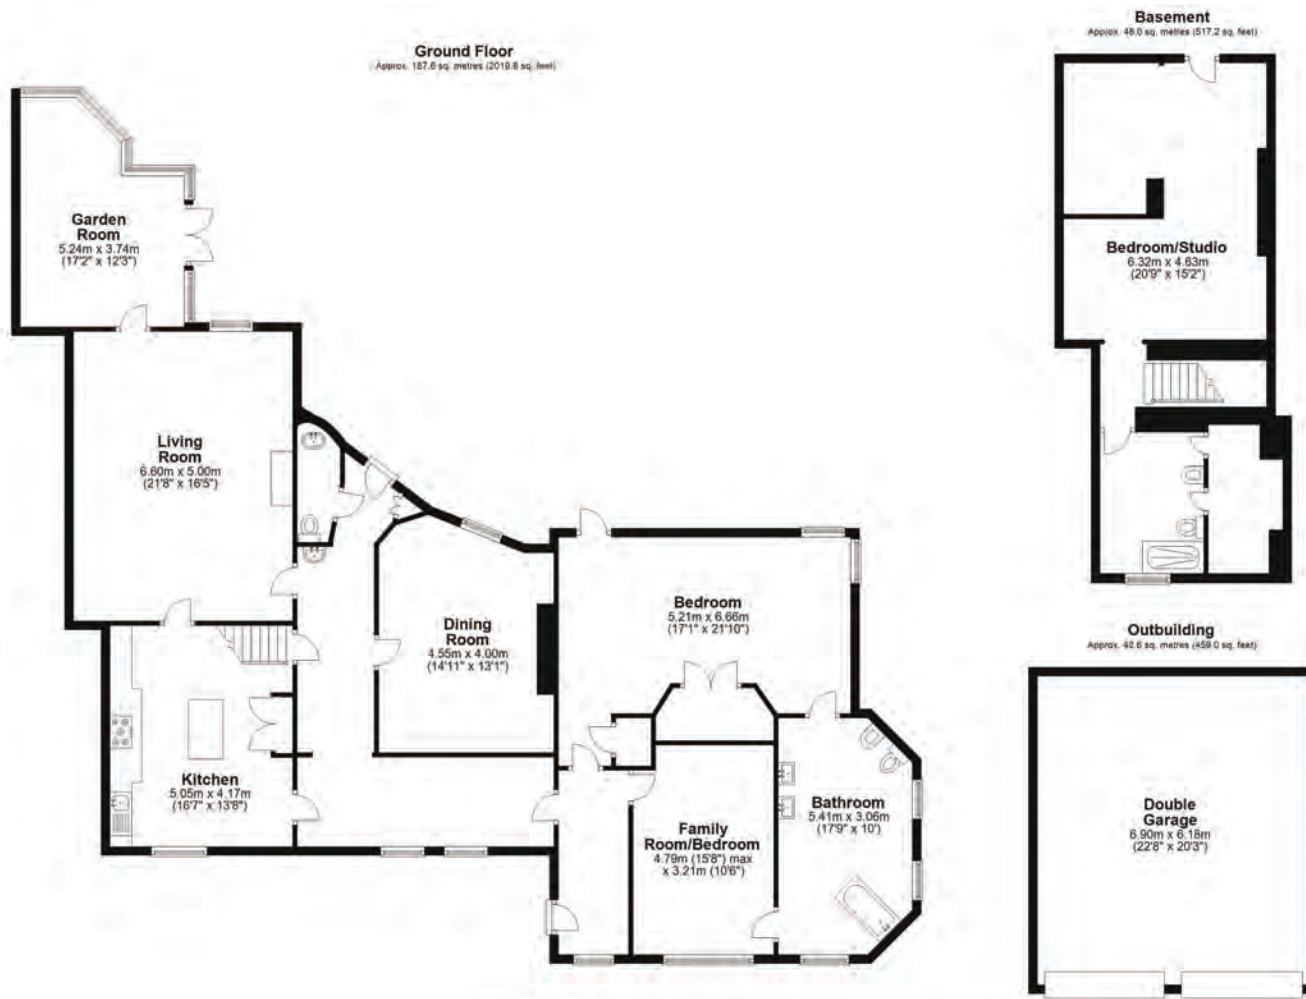 Ground Floor
Approx. 187.6 sq. metres (2019.8 sq. feet)
Garden
Room
5.24m x 3.74m
(17'2" x 12'3")
Living
Room
6.60m x 5.00m
(21'8" x 16'5")
Dining
Room
4.55m x 4.00m
(14'11" x 13'1")
Kitchen
5.05m x 4.17m
(16'7" x 13'8")
Bedroom
5.21m x 6.66m
(17'1" x 21'10")
Family
Room/Bedroom
4.79m (15'8") max
x 3.21m (10'6")
Bathroom
5.41m x 3.06m
(17'9" x 10')
Basement
Approx. 48.0 sq. metres (517.2 sq. feet)
Bedroom/Studio
6.32m x 4.63m
(20'9" x 15'2")
Outbuilding
Approx. 42.6 sq. metres (459.0 sq. feet)
Double
Garage
6.90m x 6.18m
(22'8" x 20'3")